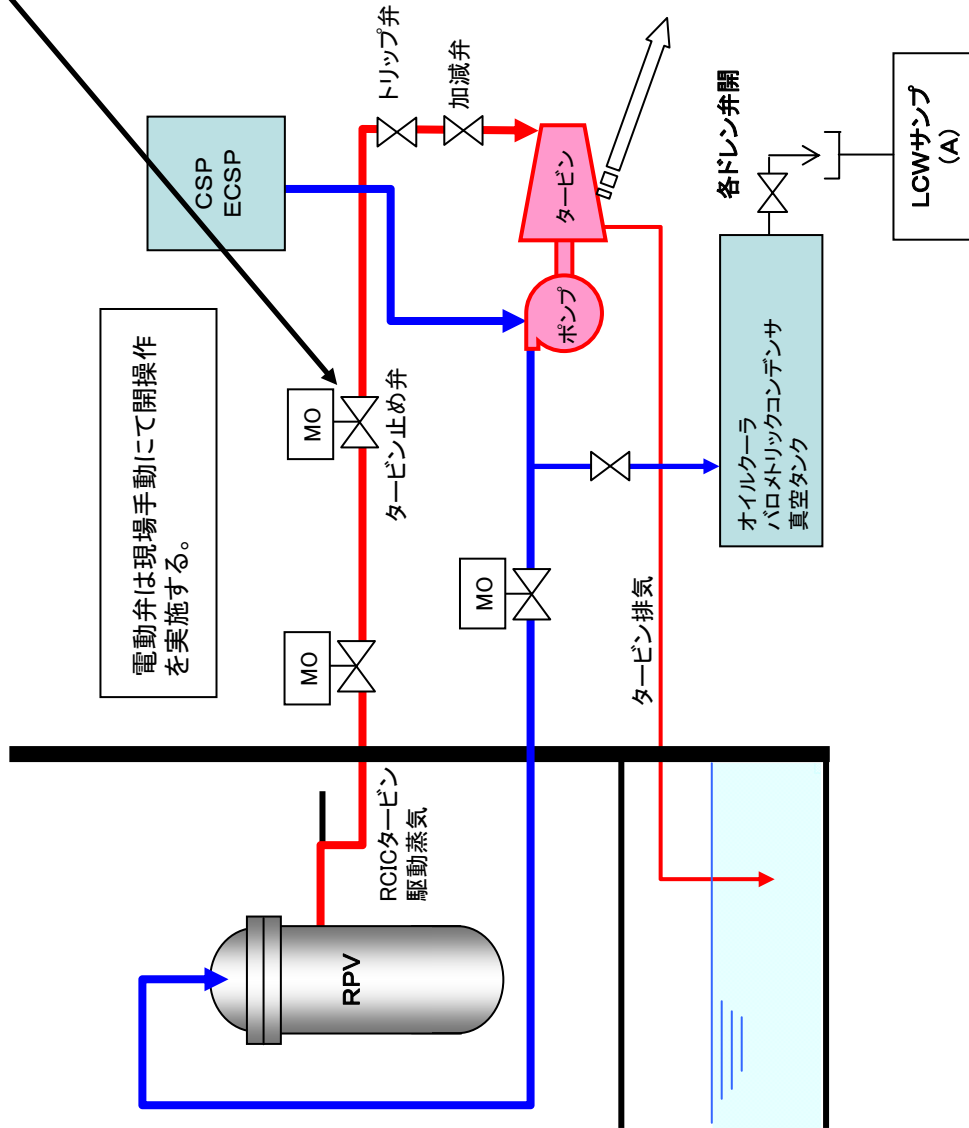 電動弁は現場手動にて開操作
を実施する。
CSP
ECSP
トリップ弁
加減弁
MO
タービン止め弁
MO
RCICタービン
駆動蒸気
RPV
MO
ポンプ
タービン
タービン排気
オイルクーラ
バロメトリックコンデンサ
真空タンク
各ドレン弁開
LCWサンプ
(A)